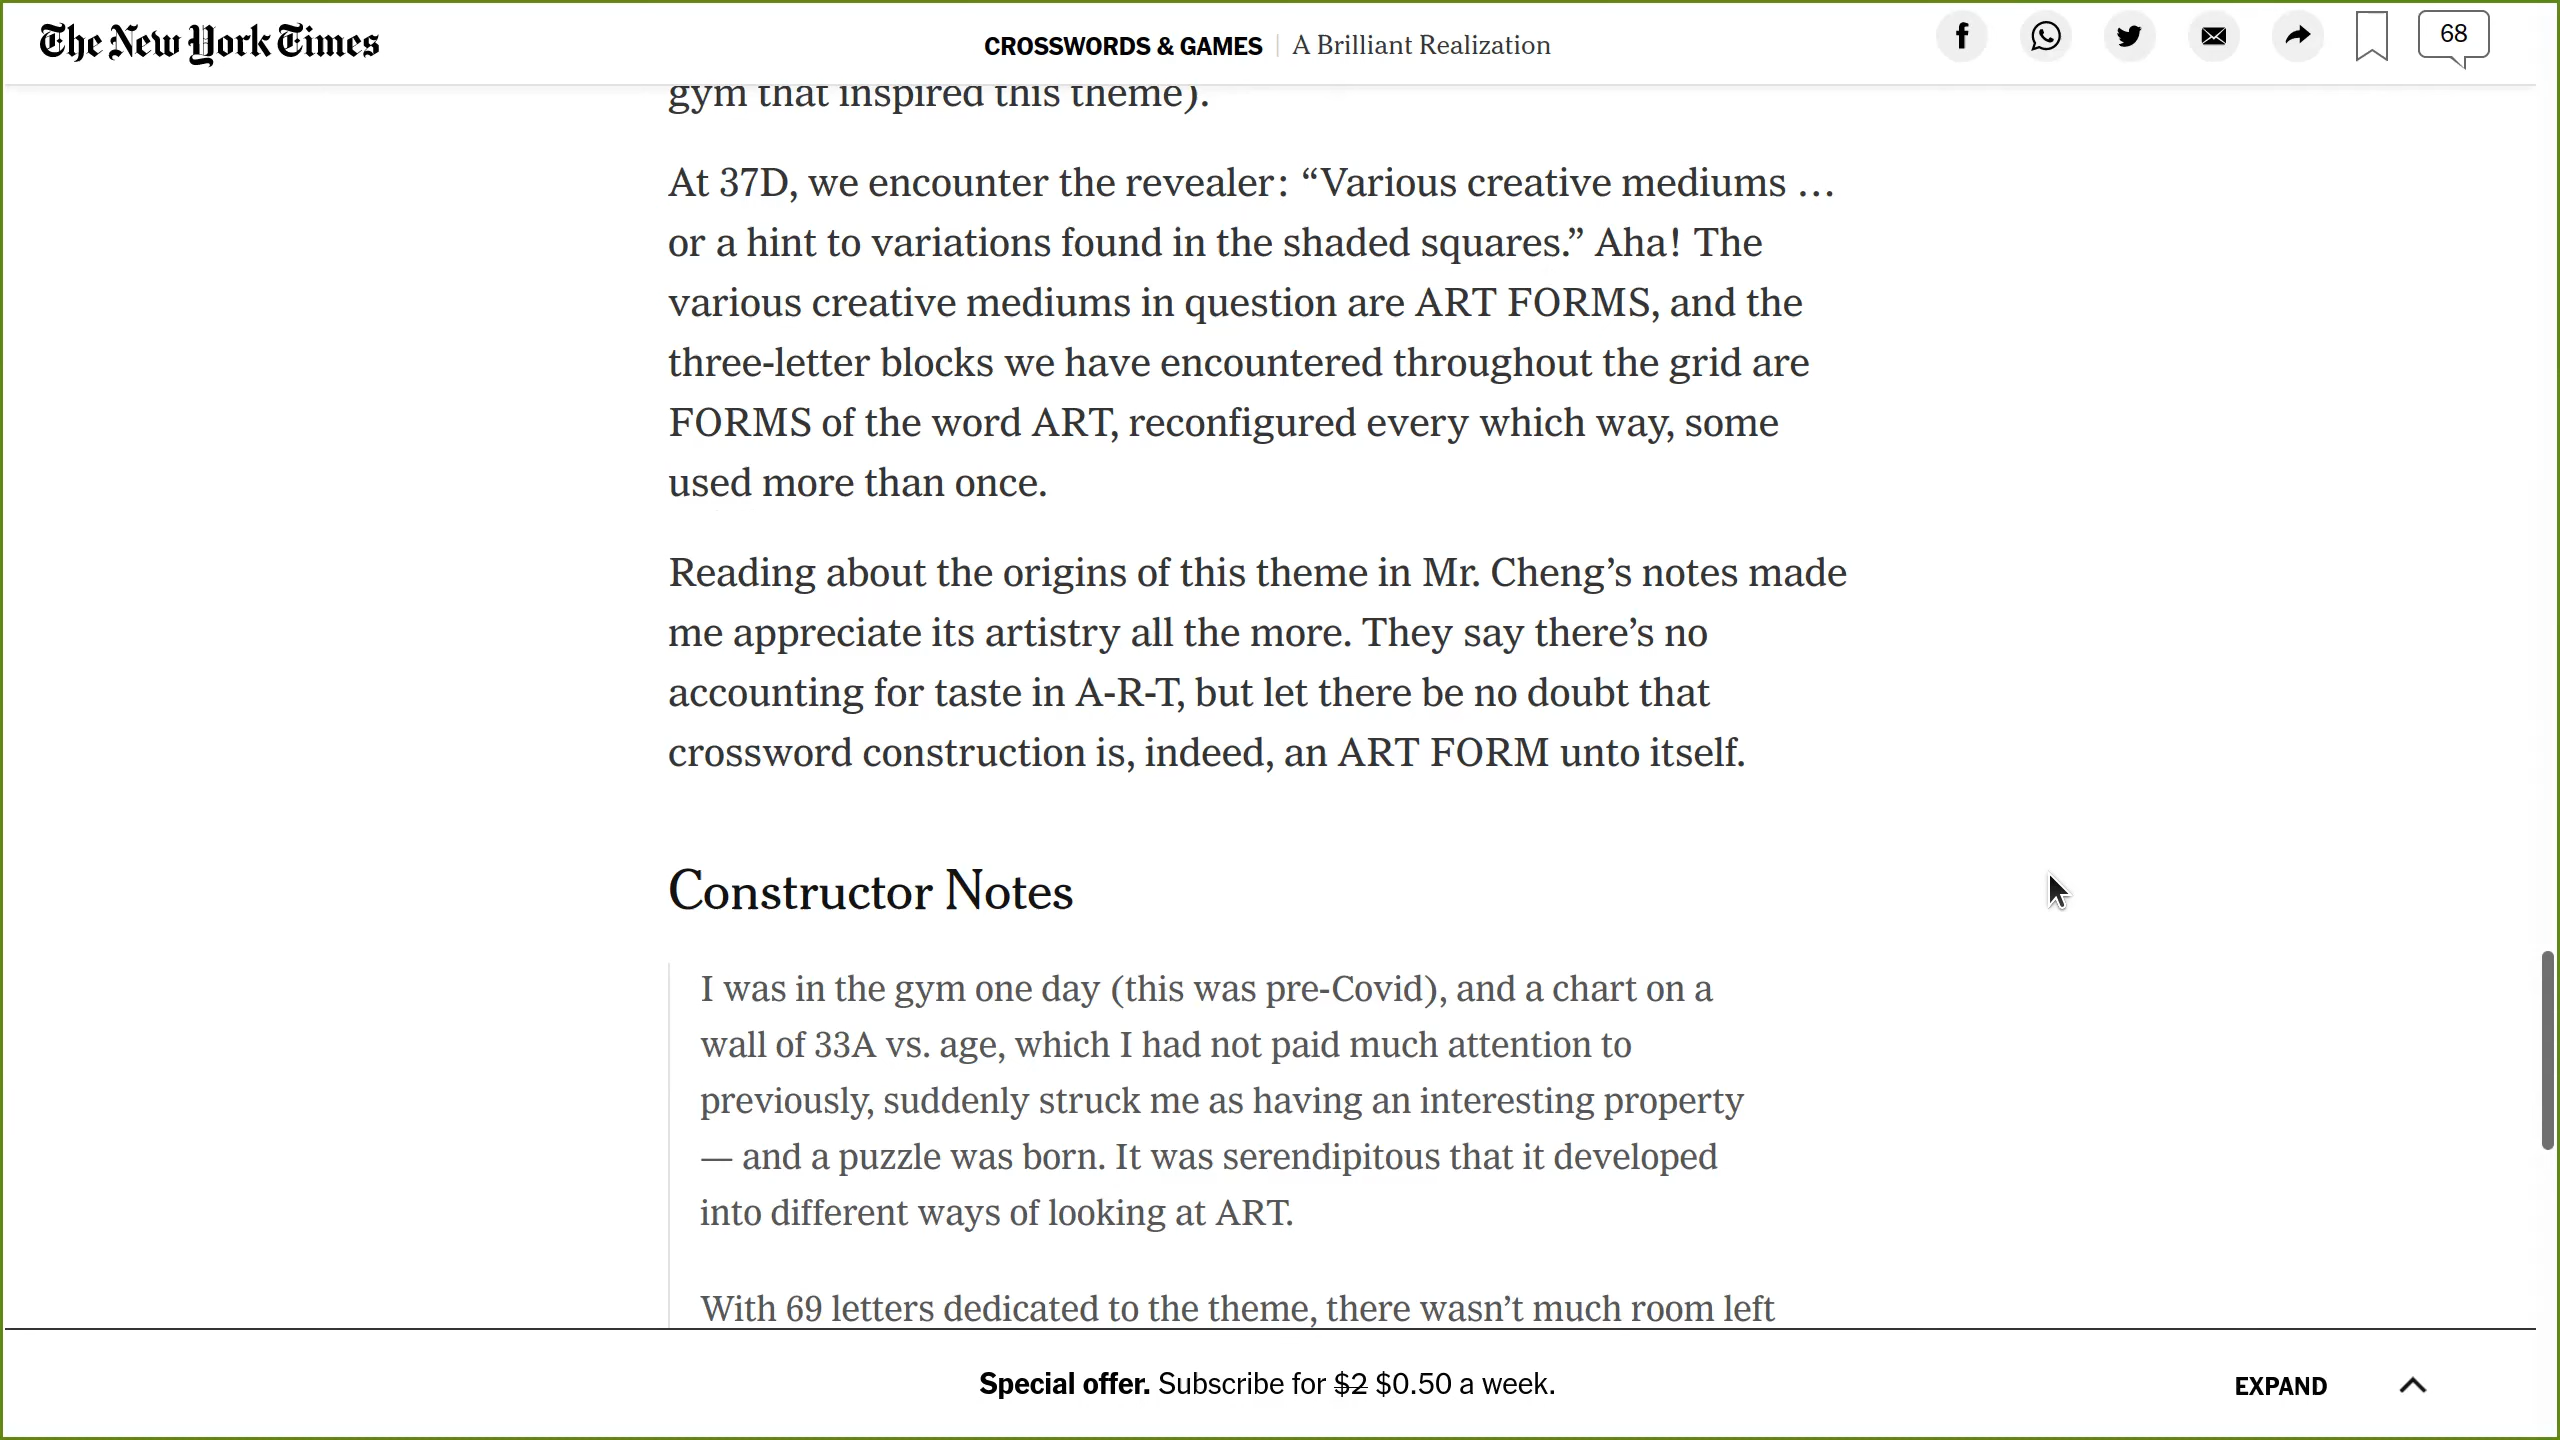 The New York Times
CROSSWORDS & GAMES | A Brilliant Realization
68
gym that inspired this theme).
At 37D, we encounter the revealer: “Various creative mediums …
or a hint to variations found in the shaded squares.” Aha! The
various creative mediums in question are ART FORMS, and the
three-letter blocks we have encountered throughout the grid are
FORMS of the word ART, reconfigured every which way, some
used more than once.
Reading about the origins of this theme in Mr. Cheng’s notes made
me appreciate its artistry all the more. They say there’s no
accounting for taste in A-R-T, but let there be no doubt that
crossword construction is, indeed, an ART FORM unto itself.
Constructor Notes
I was in the gym one day (this was pre-Covid), and a chart on a
wall of 33A vs. age, which I had not paid much attention to
previously, suddenly struck me as having an interesting property
— and a puzzle was born. It was serendipitous that it developed
into different ways of looking at ART.
With 69 letters dedicated to the theme, there wasn’t much room left
Special offer. Subscribe for $2 $0.50 a week.
EXPAND